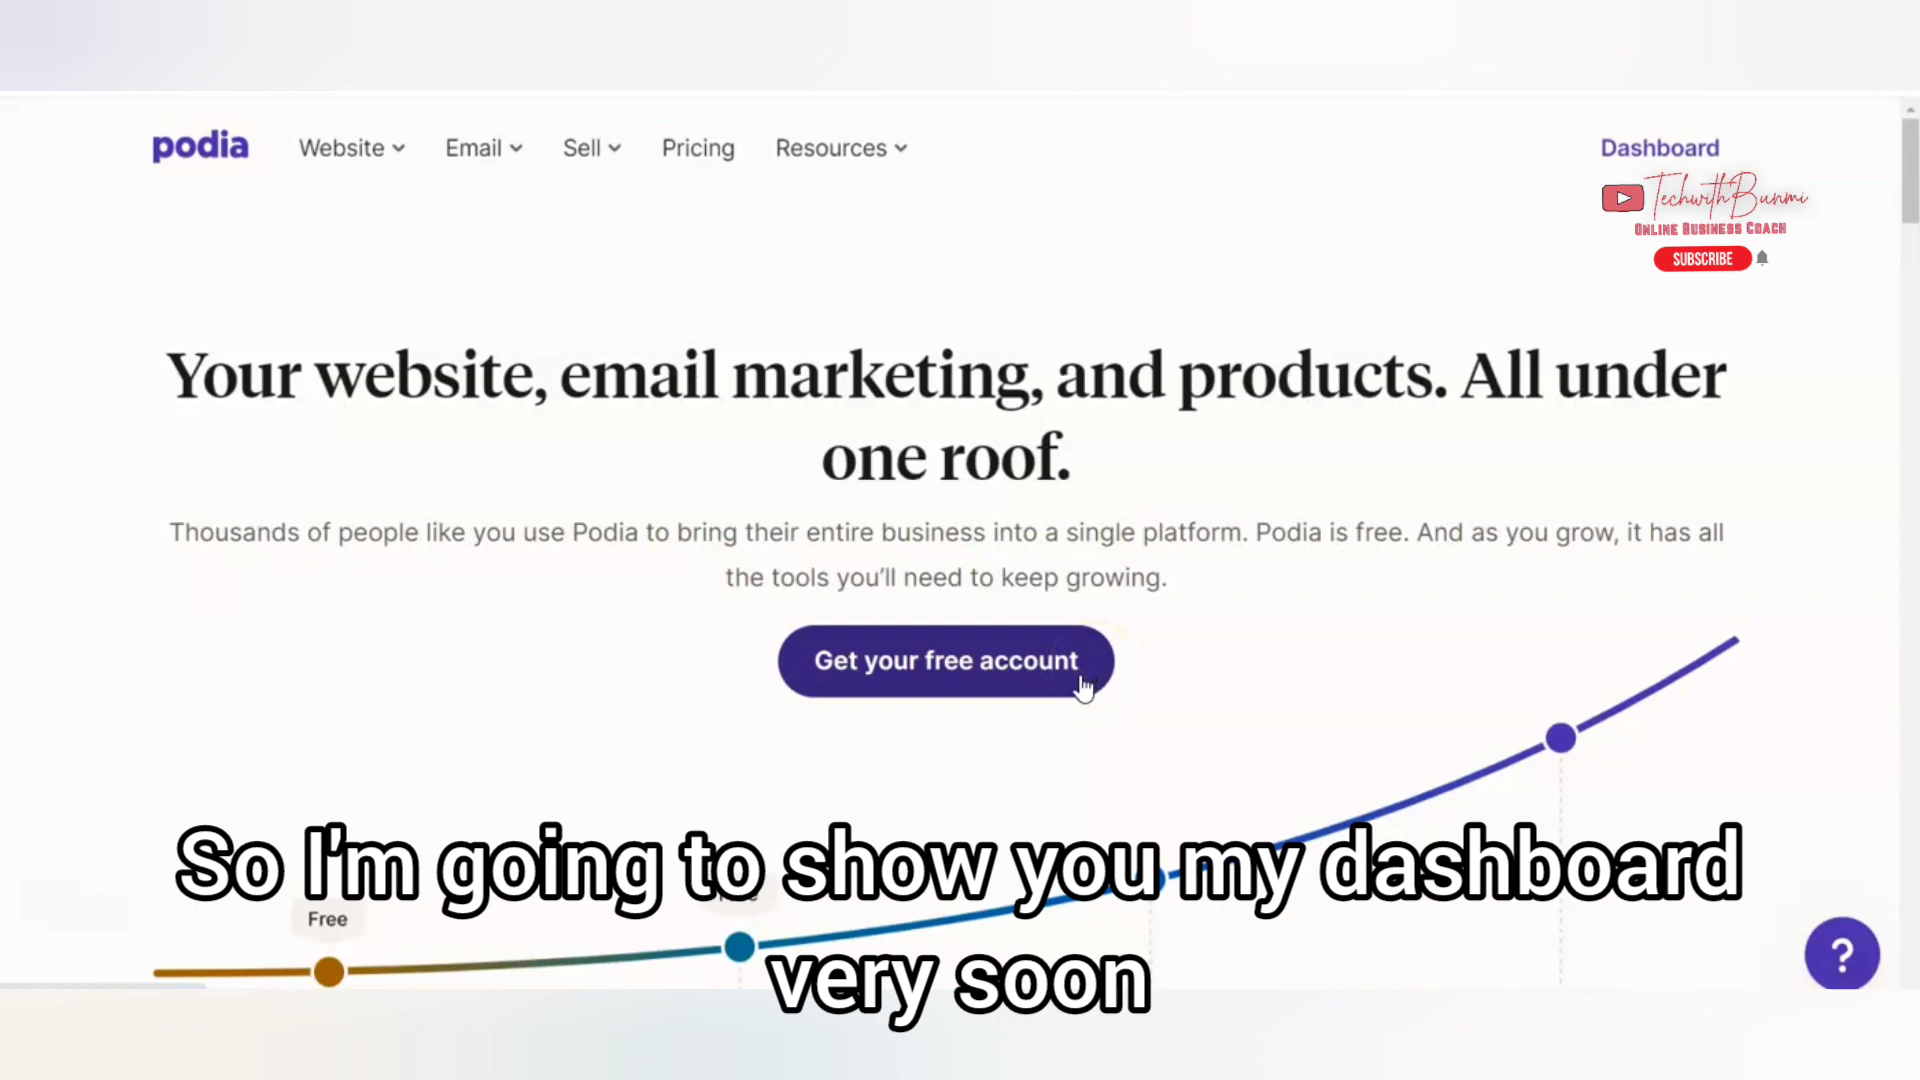 podia
Website
Email
Sell
Pricing
Resources
Dashboard
TechwithBunmi
ONLINE BUSINESS COACH
SUBSCRIBE
Your website, email marketing, and products. All under
one roof.
Thousands of people like you use Podia to bring their entire business into a single platform. Podia is free. And as you grow, it has all
the tools you'll need to keep growing.
Get your free account
So I'm going to show you my dashboard
very soon
Free
?